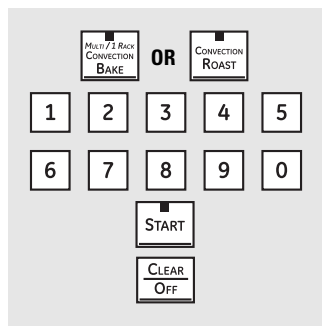 MULTI / 1 RACK
CONVECTION
BAKE
OR
CONVECTION
ROAST
1 2 3 4 5
6 7 8 9 0
START
CLEAR
OFF